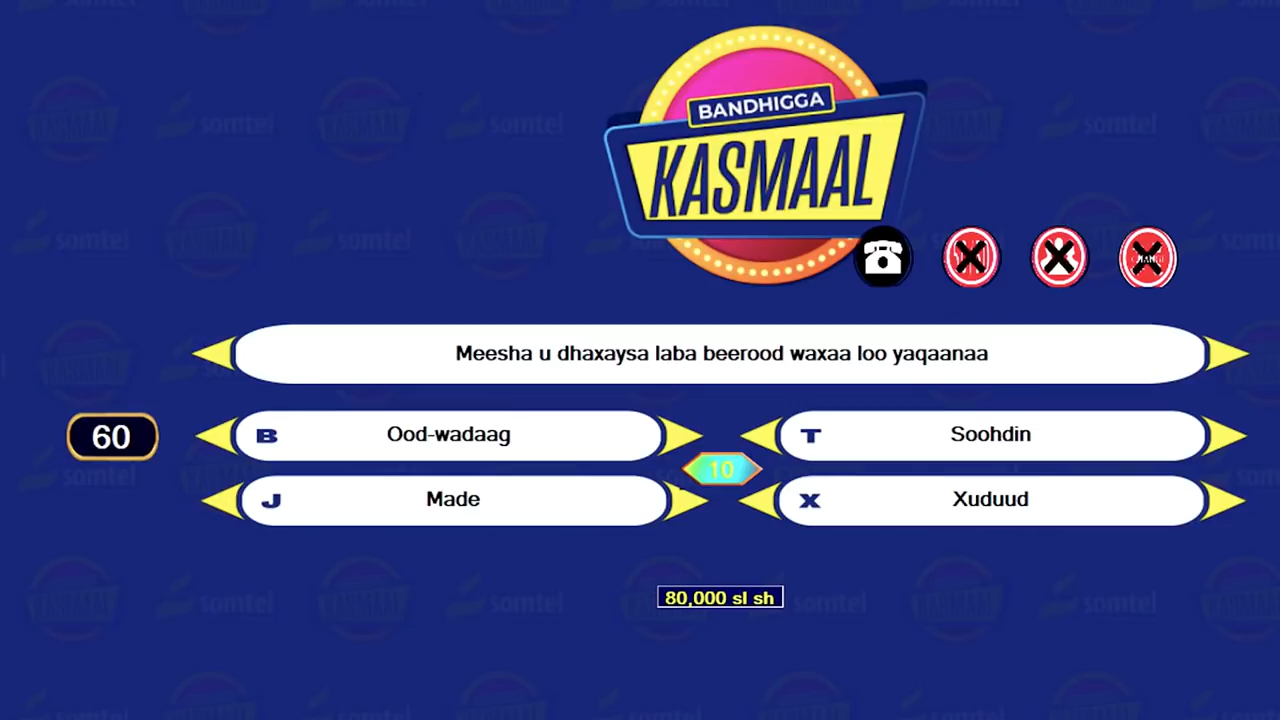 BANDHIGGA
KASMAAL
Meesha u dhaxaysa laba beerood waxaa loo yaqaanaa
60
B Ood-wadaag
T Soohdin
10
J Made
X Xuduud
80,000 sl sh
somtel